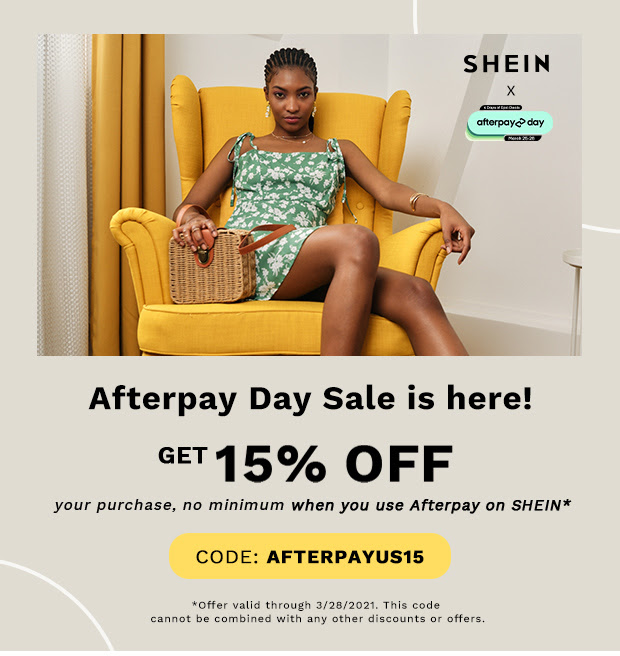 SHEIN
X
4 Days of Epic Deals
afterpay day
March 25-28
Afterpay Day Sale is here!
GET 15% OFF
your purchase, no minimum when you use Afterpay on SHEIN*
CODE: AFTERPAYUS15
*Offer valid through 3/28/2021. This code
cannot be combined with any other discounts or offers.